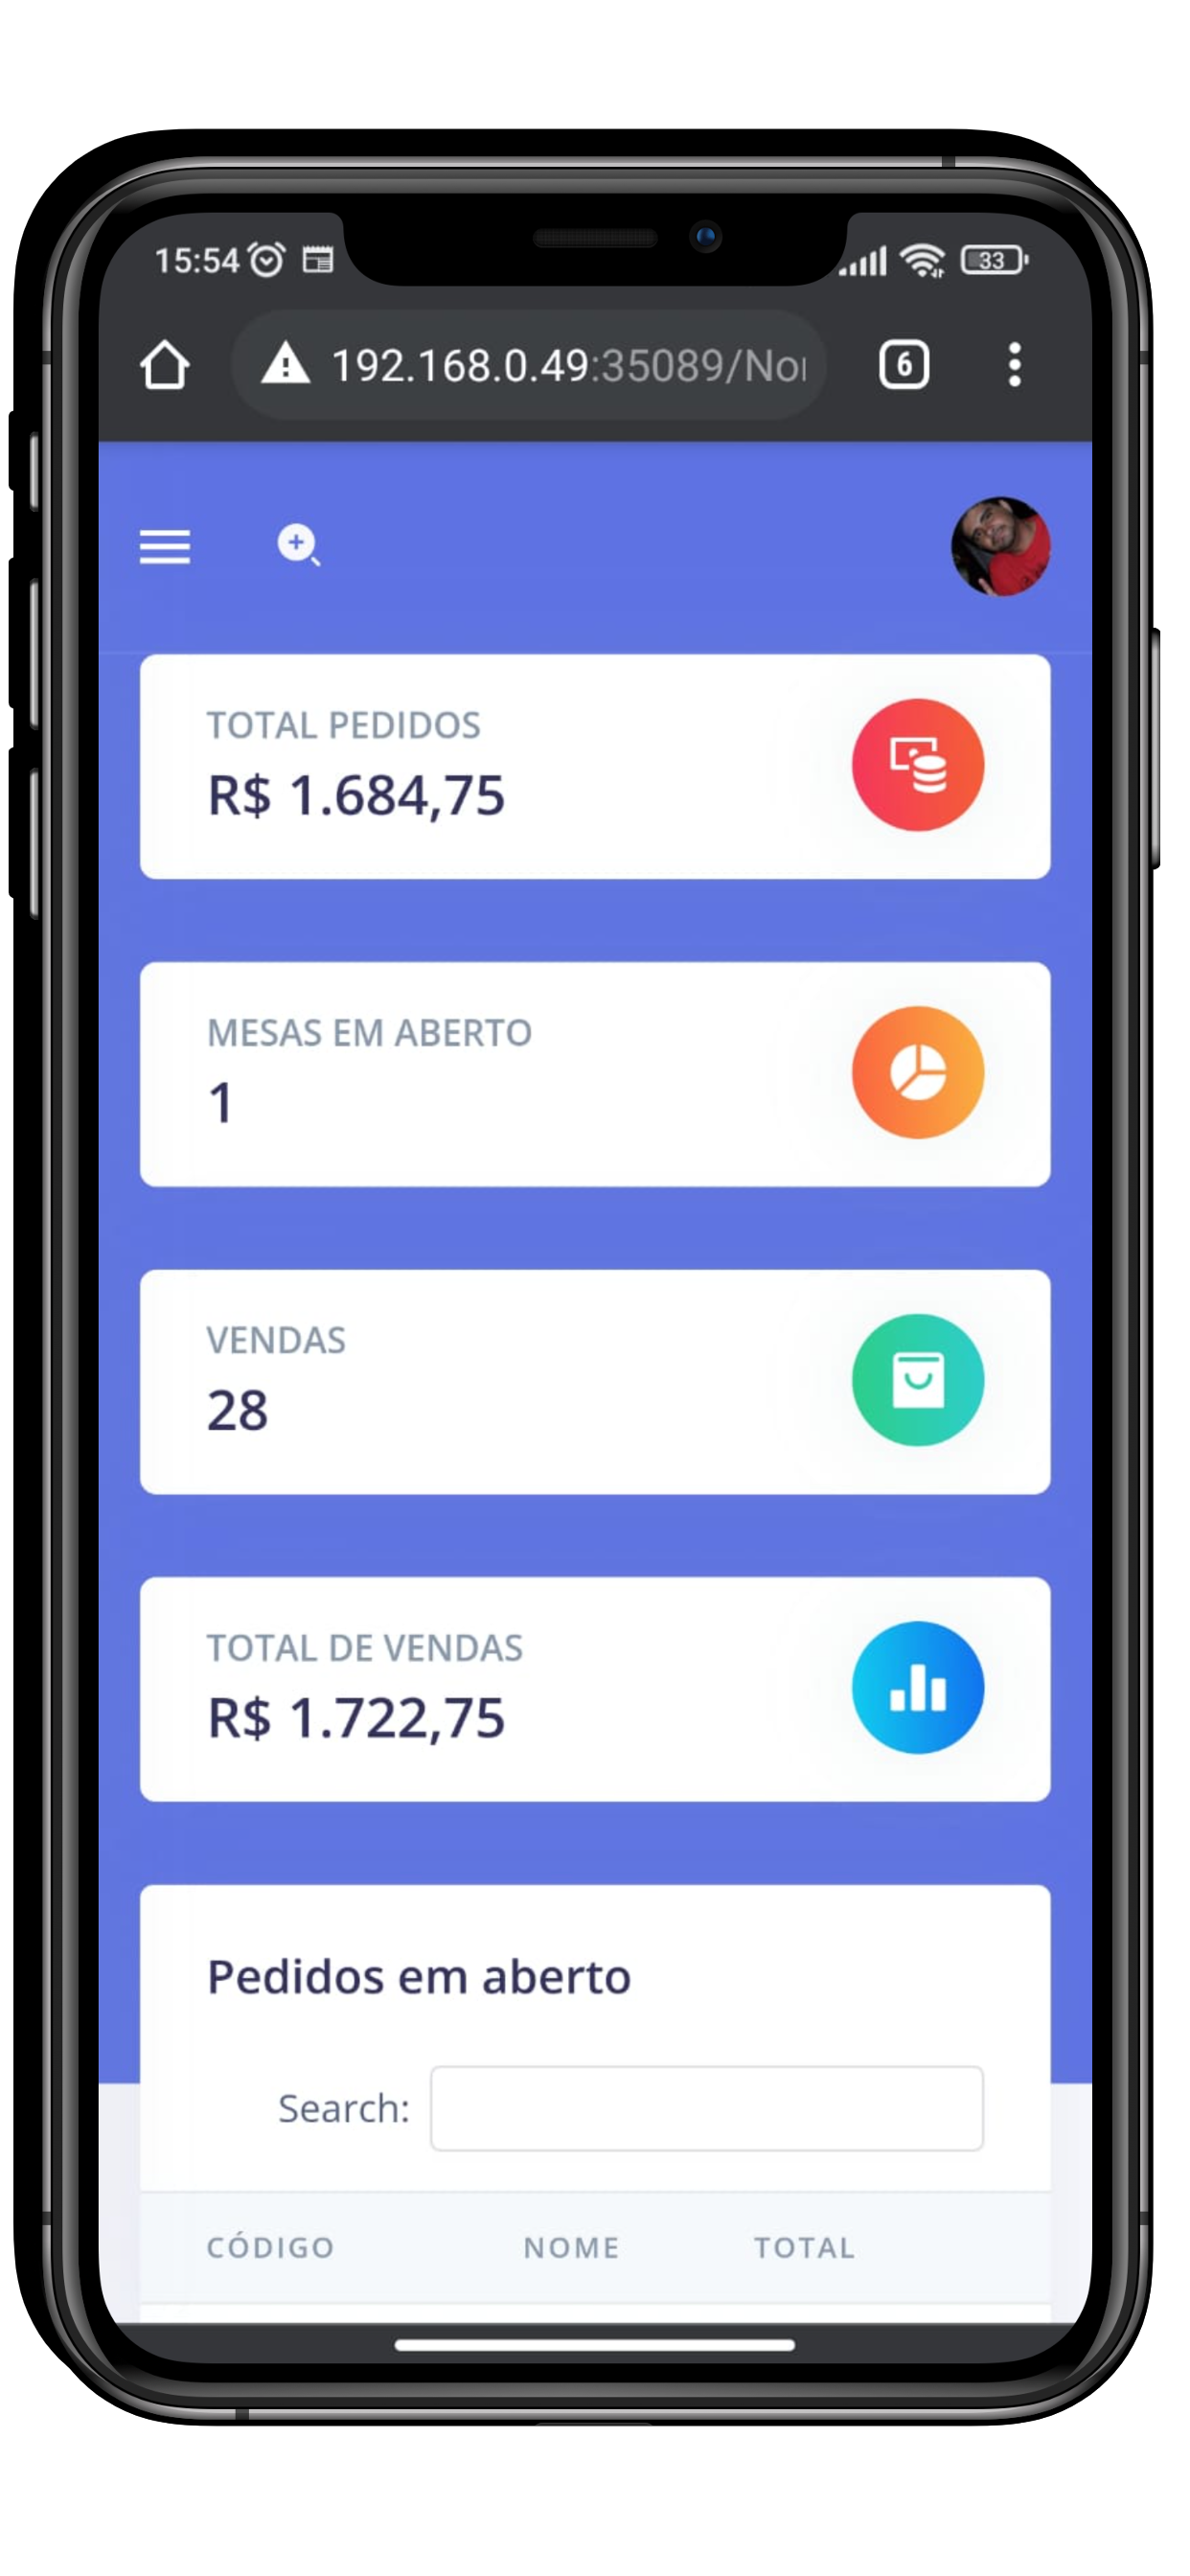 15:54
33
192.168.0.49:35089/No
6
TOTAL PEDIDOS
R$ 1.684,75
MESAS EM ABERTO
1
VENDAS
28
TOTAL DE VENDAS
R$ 1.722,75
Pedidos em aberto
Search:
CÓDIGO NOME TOTAL